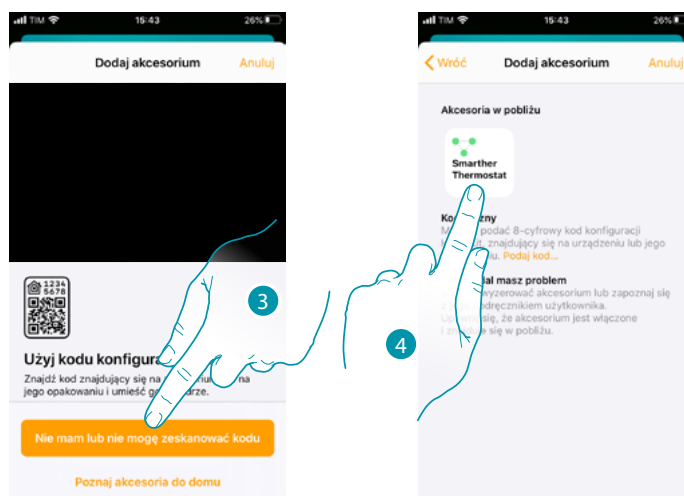 TIM 15:43 26%
Dodaj akcesorium Anuluj
1234
5678
Użyj kodu
Znajdź kod znajdujący się na na
jego opakowaniu i umieść
Nie mam lub nie mogę zeskanować kodu
Poznaj akcesoria do domu
3
TIM 15:43 26%
Wróć Dodaj akcesorium Anuluj
Akcesoria w pobliżu
Smarther
Thermostat
podać 8-cyfrowy kod konfiguracji
znajdujący się na urządzeniu lub jego
Podaj kod...
masz problem
wyzerować akcesorium lub zapoznaj się
użytkownika.
się, że akcesorium jest włączone
i się w pobliżu.
4